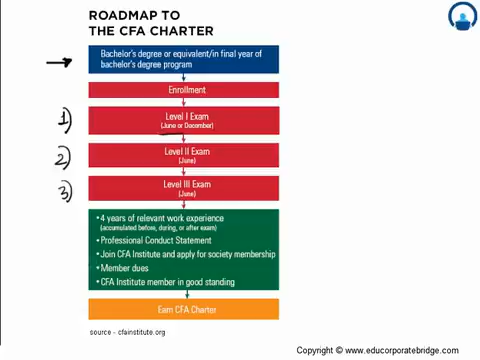 ROADMAP TO
THE CFA CHARTER
Bachelor's degree or equivalent/in final year of
bachelor's degree program
Enrollment
1)
Level I Exam
(June or December)
2)
Level II Exam
(June)
3)
Level III Exam
(June)
• 4 years of relevant work experience
(accumulated before, during, or after exam)
• Professional Conduct Statement
• Join CFA Institute and apply for society membership
• Member dues
• CFA Institute member in good standing
Earn CFA Charter
source - cfainstitute.org
Copyright © www.educorporatebridge.com